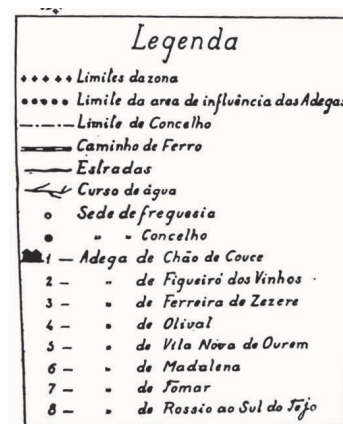 Legenda
Limites da zona
Limite da area de influência das Adegas
Limite de Concelho
Caminho de Ferro
Estradas
Curso de água
Sede de freguesia
" " Concelho
1 — Adega de Chão de Couce
2 — " de Figueiró dos Vinhos
3 — " de Ferreira de Zezere
4 — " de Olival
5 — " de Vila Nova de Ourem
6 — " de Madalena
7 — " de Tomar
8 — " de Rossio ao Sul do Tejo